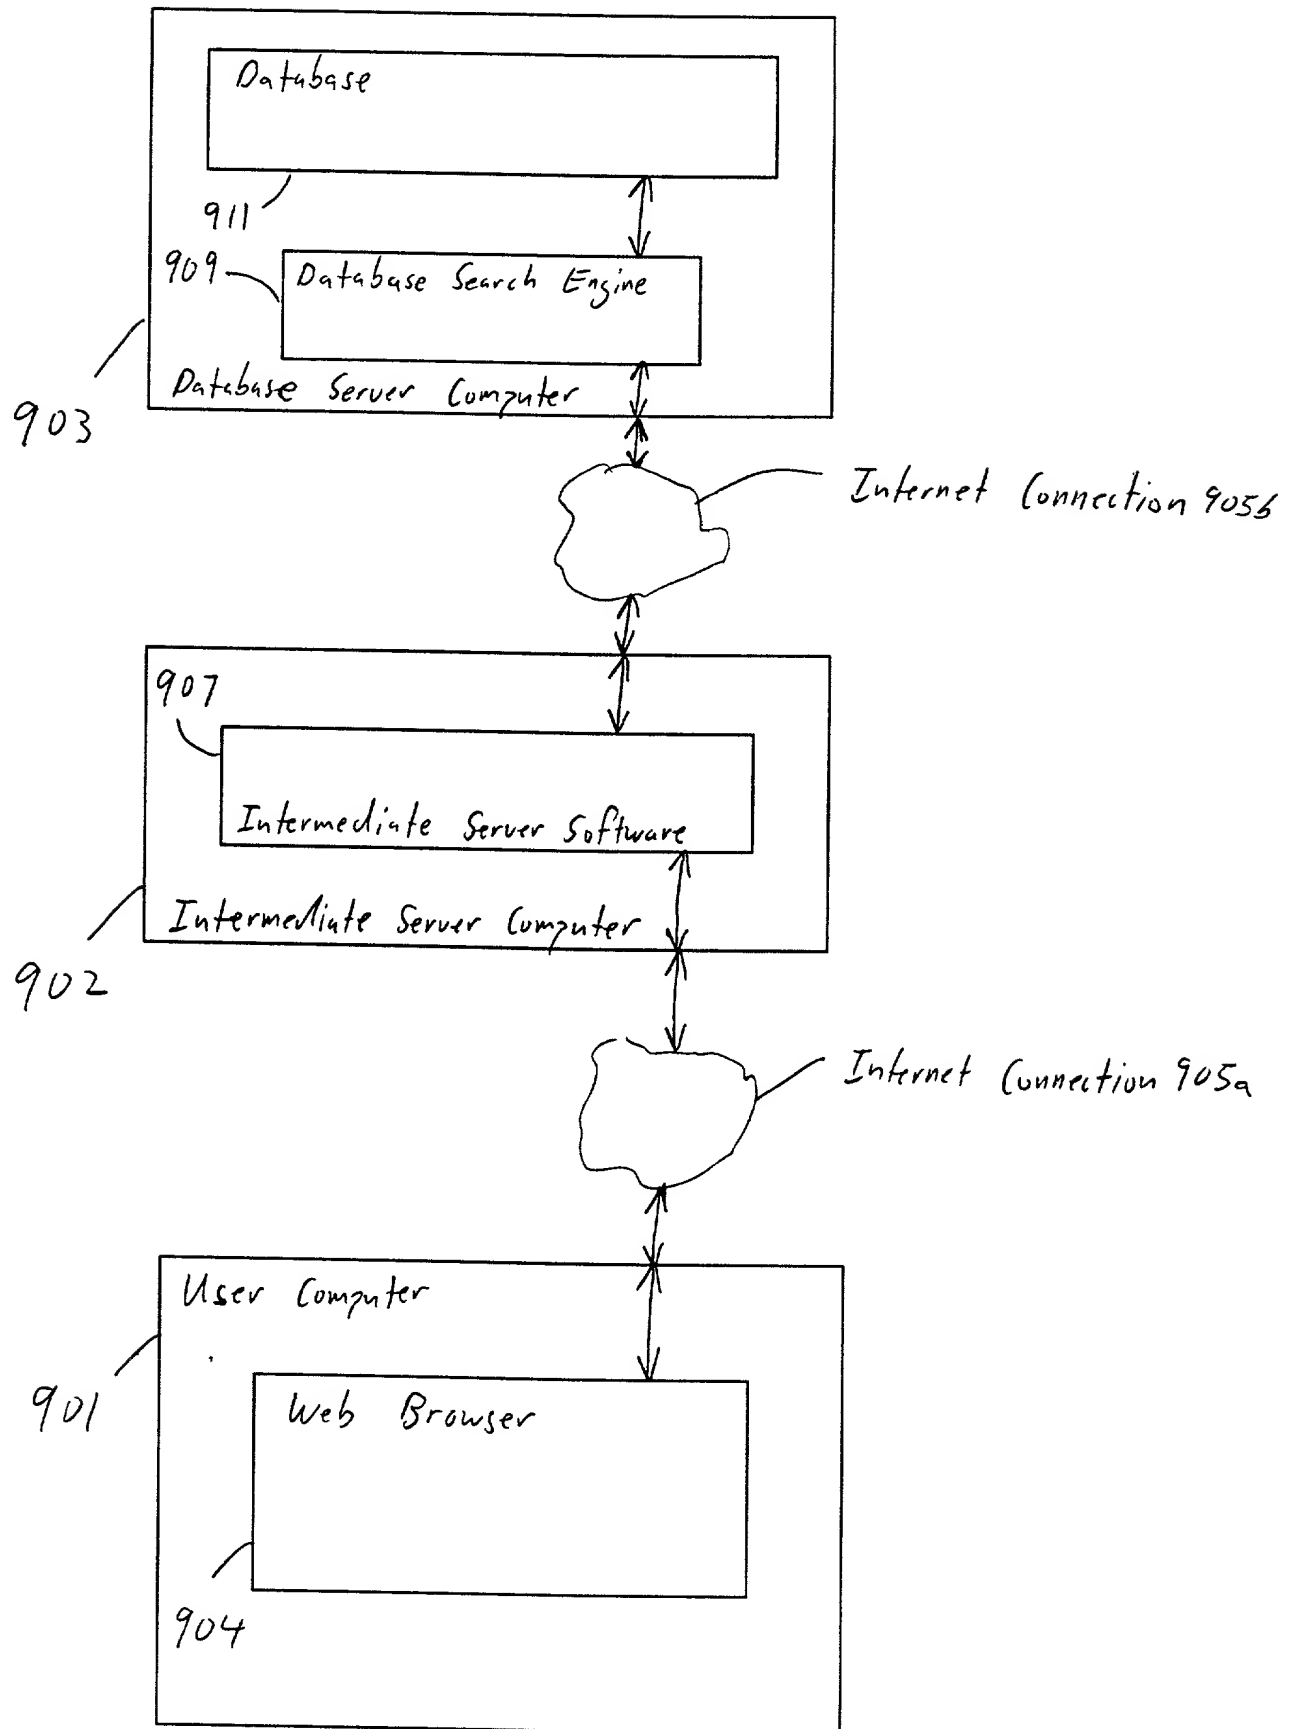 Database
911
909
Database Search Engine
Database Server Computer
903
Internet Connection 905b
907
Intermediate Server Software
Intermediate Server Computer
902
Internet Connection 905a
User Computer
901
Web Browser
904